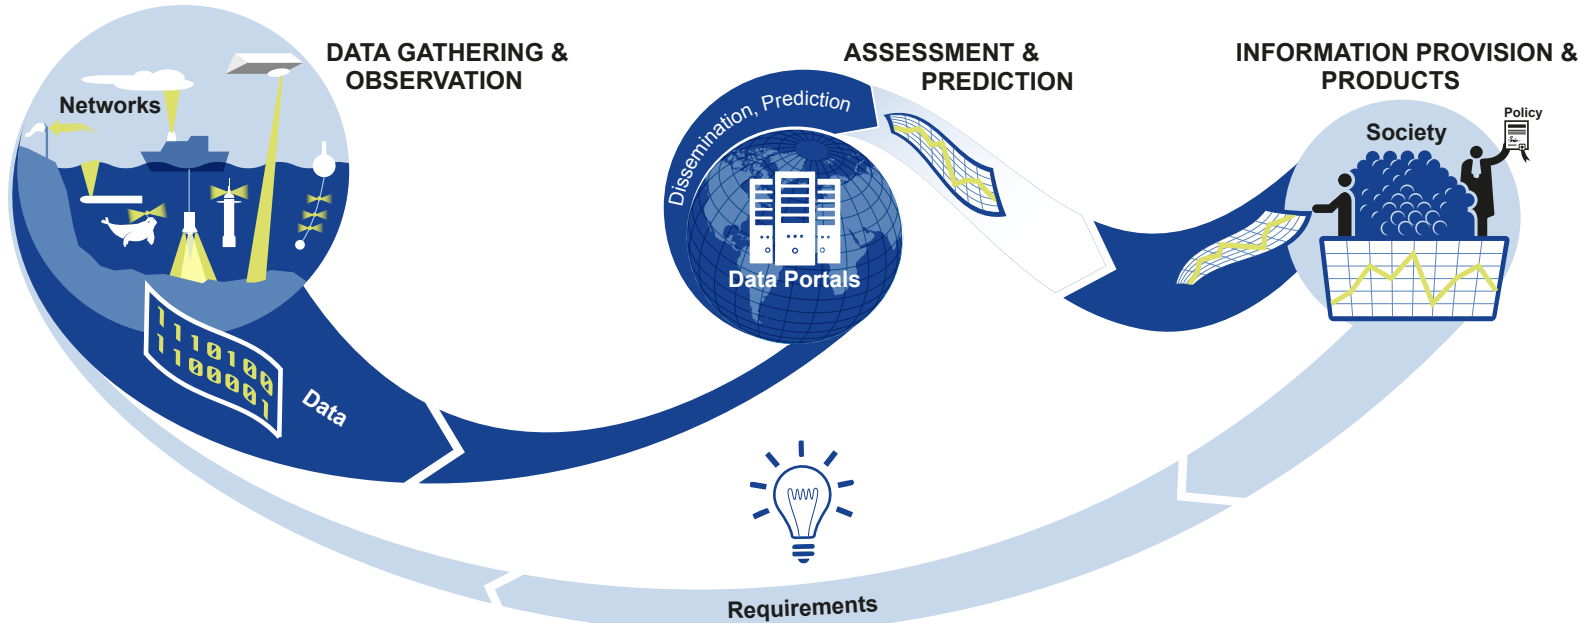 DATA GATHERING &
OBSERVATION
Networks
1110100
1100001
Data
ASSESSMENT &
PREDICTION
Dissemination, Prediction
Data Portals
INFORMATION PROVISION &
PRODUCTS
Society
Policy
Requirements